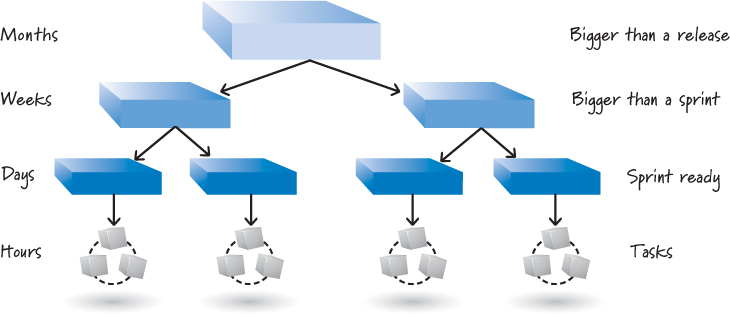 Months
Bigger than a release
Weeks
Bigger than a sprint
Days
Sprint ready
Hours
Tasks